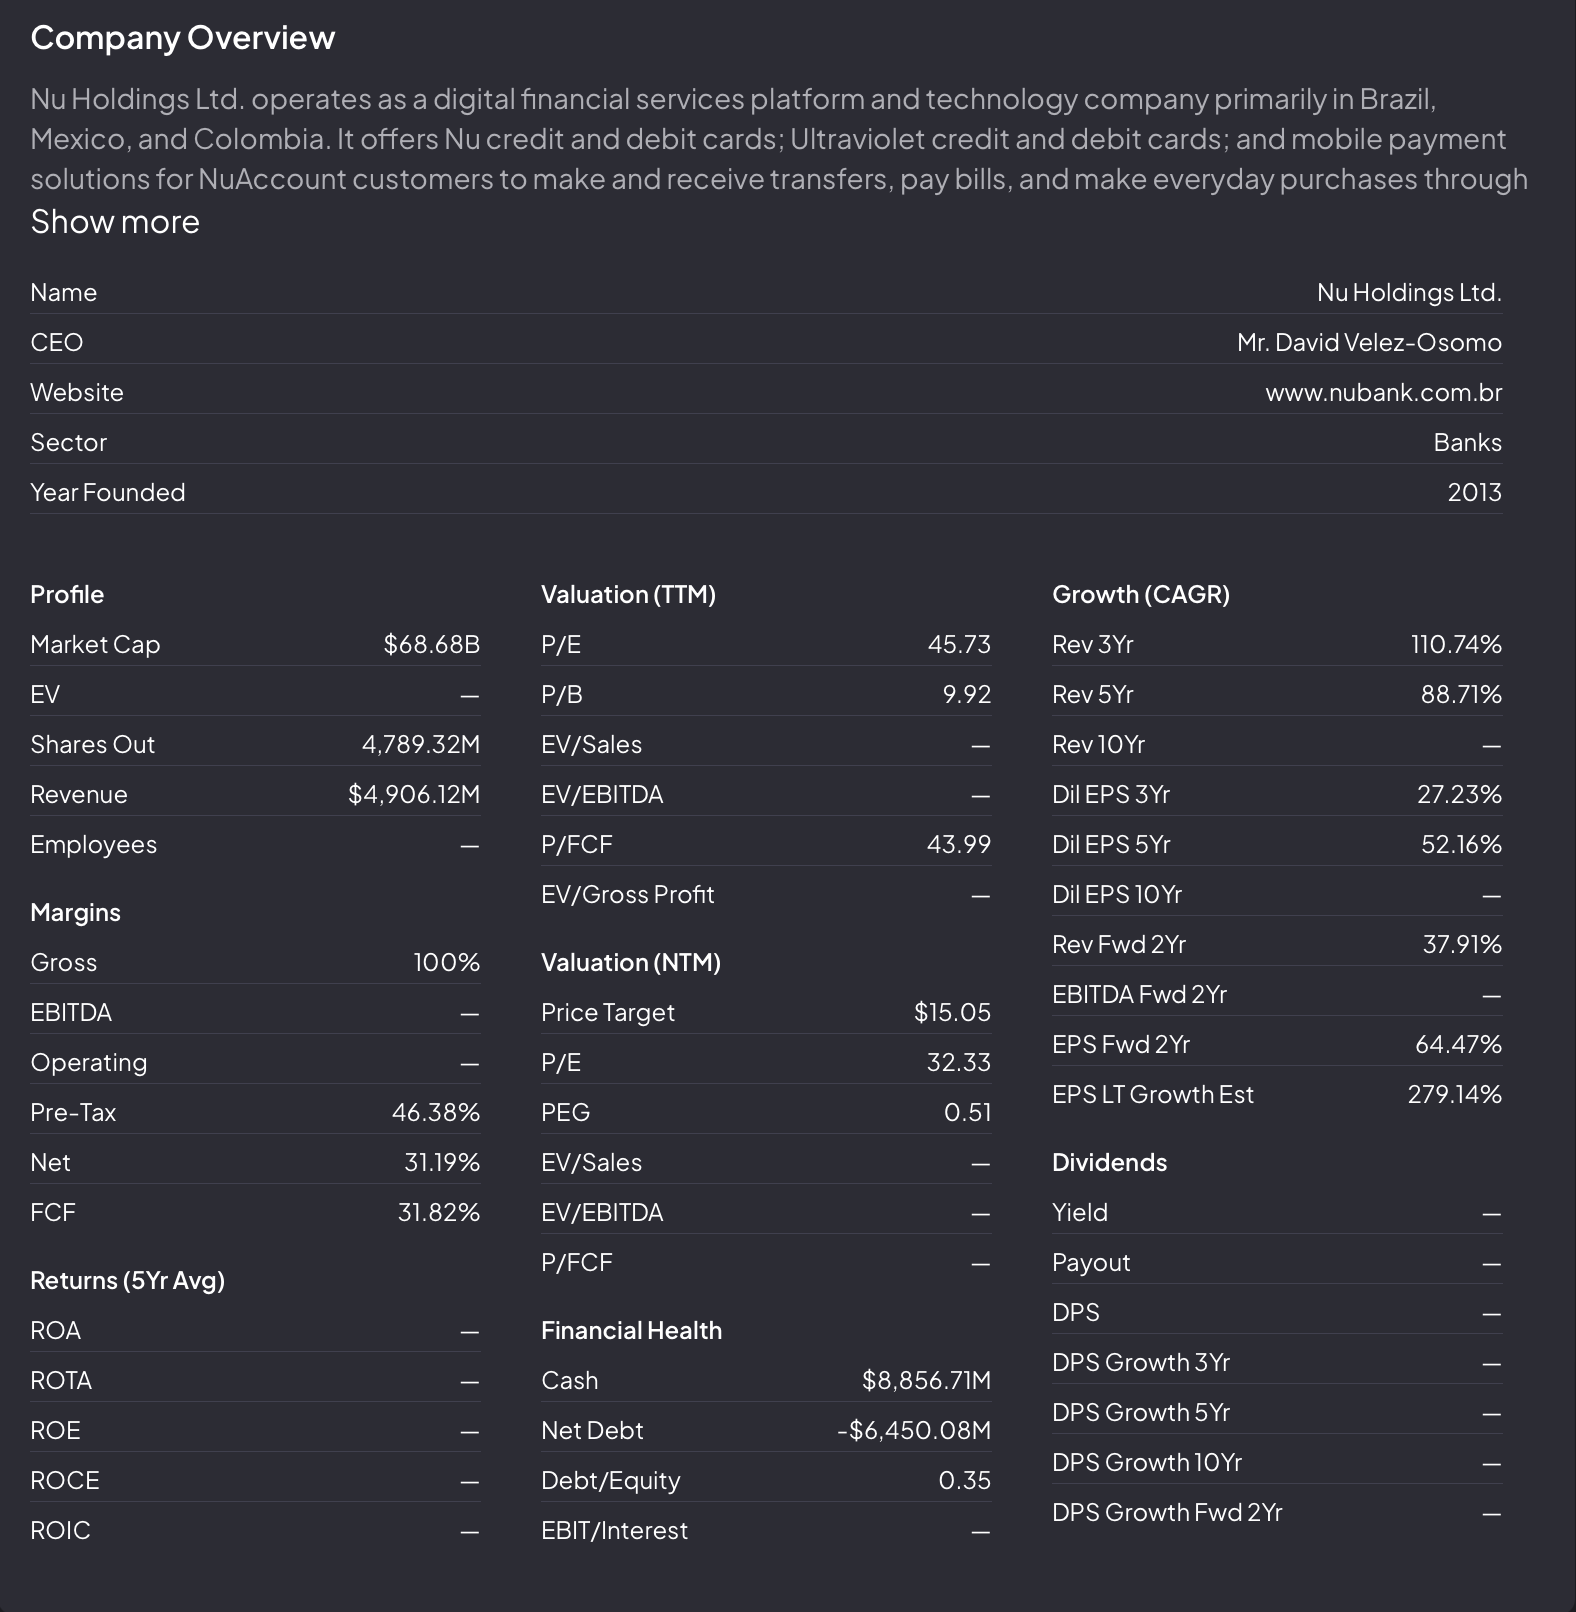 Company Overview
Nu Holdings Ltd. operates as a digital financial services platform and technology company primarily in Brazil,
Mexico, and Colombia. It offers Nu credit and debit cards; Ultraviolet credit and debit cards; and mobile payment
solutions for NuAccount customers to make and receive transfers, pay bills, and make everyday purchases through
Show more
Name Nu Holdings Ltd.
CEO Mr. David Velez-Osomo
Website www.nubank.com.br
Sector Banks
Year Founded 2013
Profile
Market Cap $68.68B
EV —
Shares Out 4,789.32M
Revenue $4,906.12M
Employees —
Margins
Gross 100%
EBITDA —
Operating —
Pre-Tax 46.38%
Net 31.19%
FCF 31.82%
Returns (5Yr Avg)
ROA —
ROTA —
ROE —
ROCE —
ROIC —
Valuation (TTM)
P/E 45.73
P/B 9.92
EV/Sales —
EV/EBITDA —
P/FCF 43.99
EV/Gross Profit —
Valuation (NTM)
Price Target $15.05
P/E 32.33
PEG 0.51
EV/Sales —
EV/EBITDA —
P/FCF —
Financial Health
Cash $8,856.71M
Net Debt -$6,450.08M
Debt/Equity 0.35
EBIT/Interest —
Growth (CAGR)
Rev 3Yr 110.74%
Rev 5Yr 88.71%
Rev 10Yr —
Dil EPS 3Yr 27.23%
Dil EPS 5Yr 52.16%
Dil EPS 10Yr —
Rev Fwd 2Yr 37.91%
EBITDA Fwd 2Yr —
EPS Fwd 2Yr 64.47%
EPS LT Growth Est 279.14%
Dividends
Yield —
Payout —
DPS —
DPS Growth 3Yr —
DPS Growth 5Yr —
DPS Growth 10Yr —
DPS Growth Fwd 2Yr —